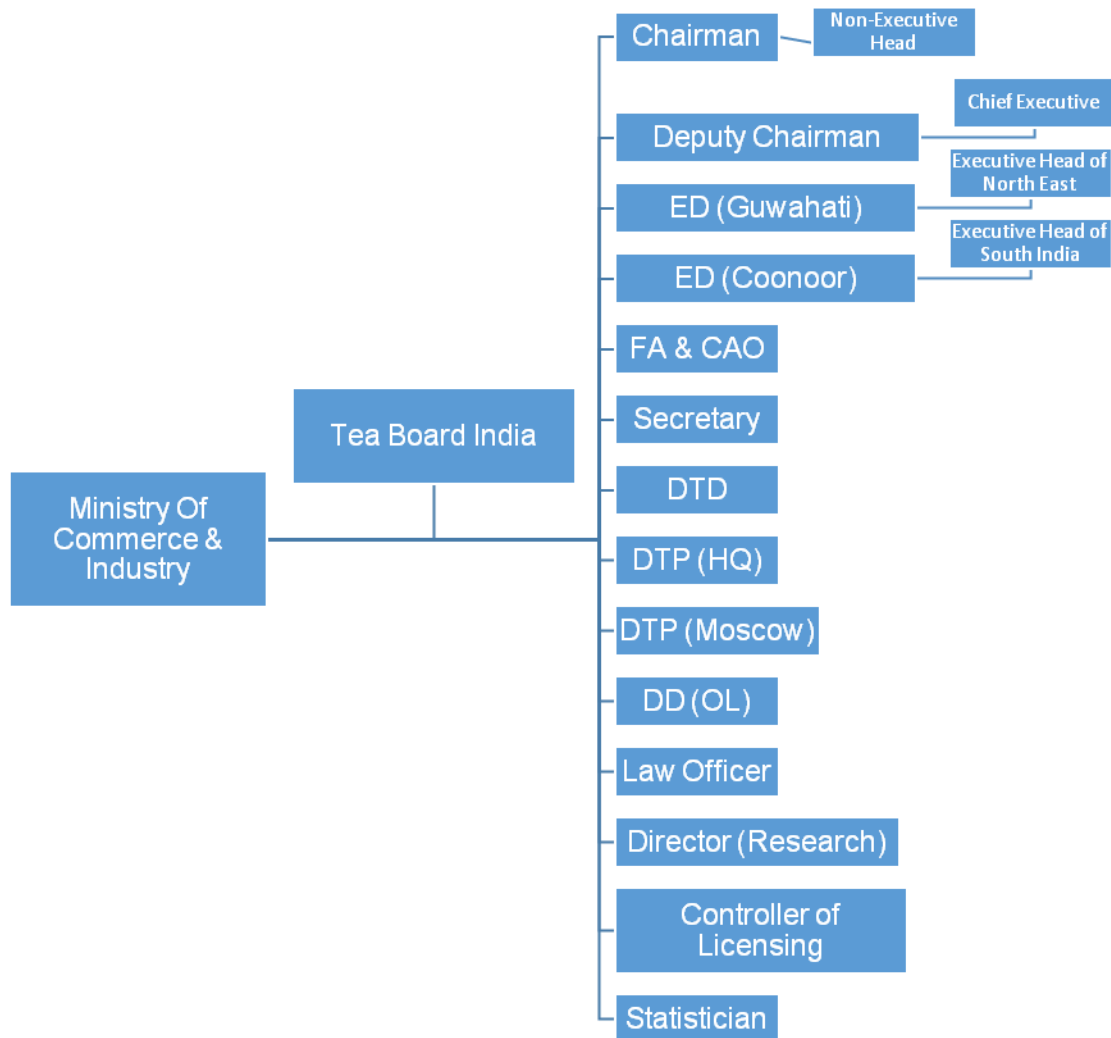 Chairman
Non-Executive
Head
Chief Executive
Deputy Chairman
Executive Head of
North East
ED (Guwahati)
Executive Head of
South India
ED (Coonoor)
FA & CAO
Secretary
Tea Board India
DTD
Ministry Of
Commerce &
Industry
DTP (HQ)
DTP (Moscow)
DD (OL)
Law Officer
Director (Research)
Controller of
Licensing
Statistician